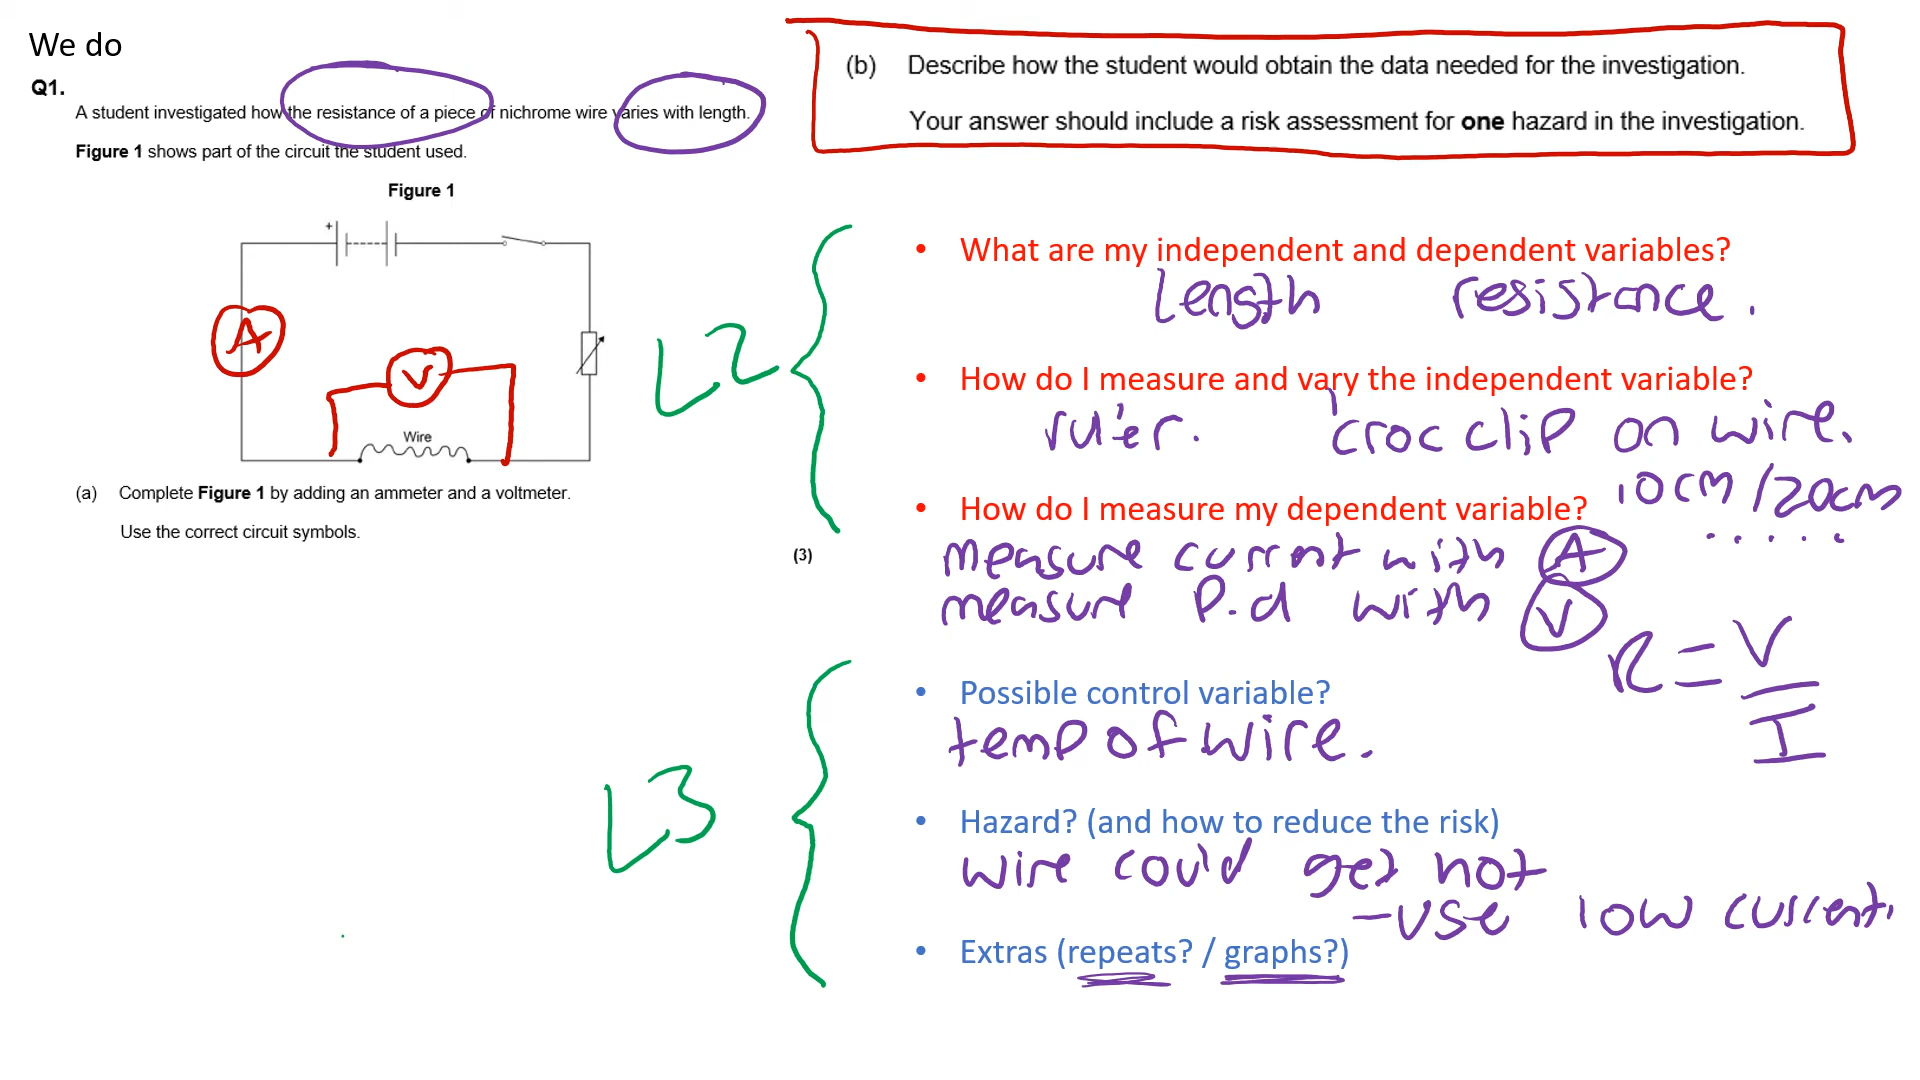 We do
Q1.
A student investigated how the resistance of a piece of nichrome wire varies with length.
Figure 1 shows part of the circuit the student used.
Figure 1
+
A
V
Wire
(a) Complete Figure 1 by adding an ammeter and a voltmeter.
Use the correct circuit symbols.
(3)
(b) Describe how the student would obtain the data needed for the investigation.
Your answer should include a risk assessment for one hazard in the investigation.
L2
• What are my independent and dependent variables?
length resistance.
• How do I measure and vary the independent variable?
ruler. croc clip on wire.
10cm/20cm
.....
• How do I measure my dependent variable?
measure current with A
measure P.d with V
R=V/I
L3
• Possible control variable?
temp of wire.
• Hazard? (and how to reduce the risk)
wire could get hot
-use low current.
• Extras (repeats? / graphs?)